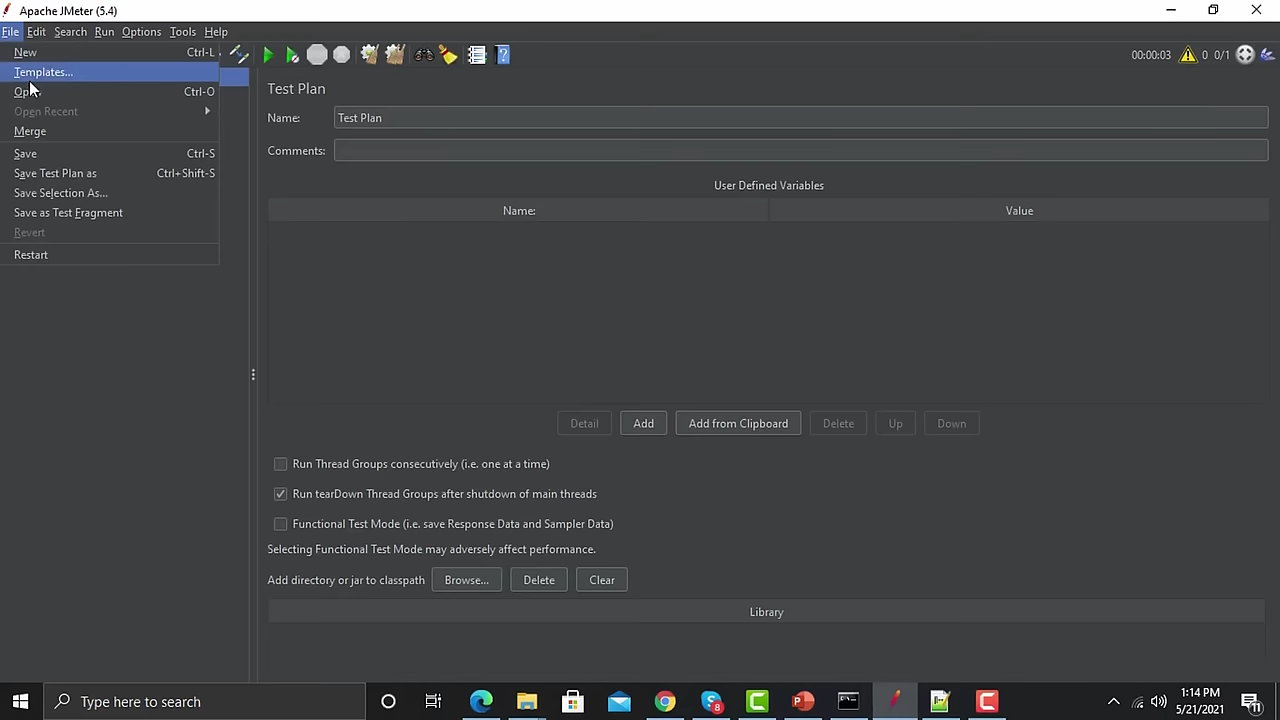 Apache JMeter (5.4)
File Edit Search Run Options Tools Help
New Ctrl-L
Templates...
Open Ctrl-O
Open Recent
Merge
Save Ctrl-S
Save Test Plan as Ctrl+Shift-S
Save Selection As...
Save as Test Fragment
Revert
Restart
00:00:03 0 0/1
Test Plan
Name: Test Plan
Comments:
User Defined Variables
Name: Value
Detail Add Add from Clipboard Delete Up Down
Run Thread Groups consecutively (i.e. one at a time)
Run tearDown Thread Groups after shutdown of main threads
Functional Test Mode (i.e. save Response Data and Sampler Data)
Selecting Functional Test Mode may adversely affect performance.
Add directory or jar to classpath Browse... Delete Clear
Library
Type here to search
8
1:14 PM
5/21/2021
11